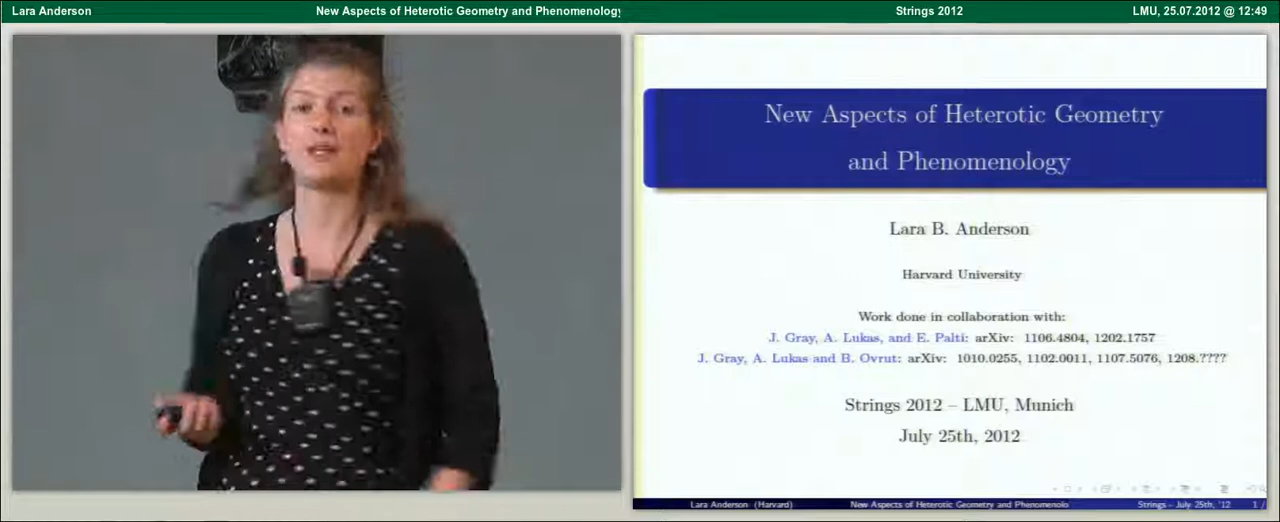 Lara Anderson New Aspects of Heterotic Geometry and Phenomenology Strings 2012 LMU, 25.07.2012 @ 12:49
New Aspects of Heterotic Geometry
and Phenomenology
Lara B. Anderson
Harvard University
Work done in collaboration with:
J. Gray, A. Lukas, and E. Palti: arXiv: 1106.4804, 1202.1757
J. Gray, A. Lukas and B. Ovrut: arXiv: 1010.0255, 1102.0011, 1107.5076, 1208.????
Strings 2012 – LMU, Munich
July 25th, 2012
Lara Anderson (Harvard) New Aspects of Heterotic Geometry and Phenomenolo Strings – July 25th, '12 1 /